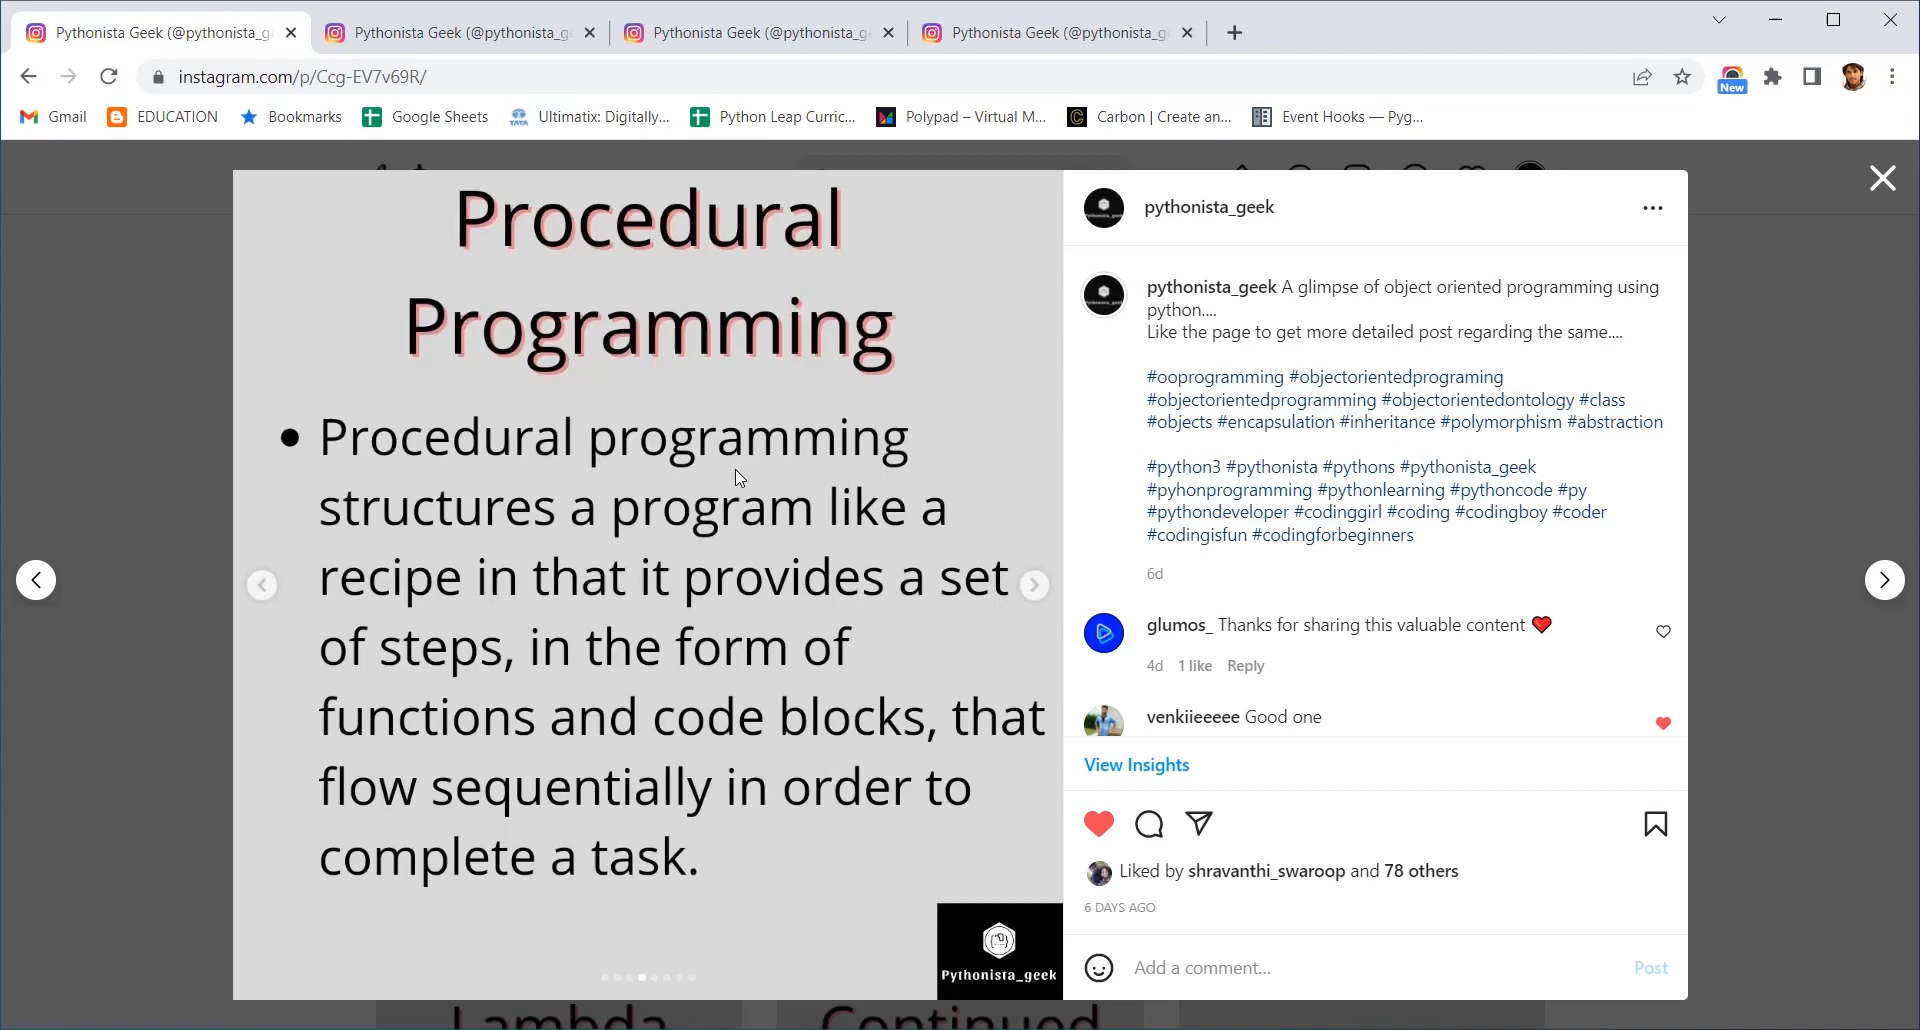 Pythonista Geek (@pythonista_g
Pythonista Geek (@pythonista_g
Pythonista Geek (@pythonista_g
Pythonista Geek (@pythonista_g
instagram.com/p/Ccg-EV7v69R/
New
Gmail
EDUCATION
Bookmarks
Google Sheets
TATA
Ultimatix: Digitally...
Python Leap Curric...
Polypad – Virtual M...
Carbon | Create an...
Event Hooks — Pyg...
Procedural
Programming
• Procedural programming
structures a program like a
recipe in that it provides a set
of steps, in the form of
functions and code blocks, that
flow sequentially in order to
complete a task.
Pythonista_geek
pythonista_geek
pythonista_geek A glimpse of object oriented programming using
python....
Like the page to get more detailed post regarding the same....
#ooprogramming #objectorientedprograming
#objectorientedprogramming #objectorientedontology #class
#objects #encapsulation #inheritance #polymorphism #abstraction
#python3 #pythonista #pythons #pythonista_geek
#pyhonprogramming #pythonlearning #pythoncode #py
#pythondeveloper #codinggirl #coding #codingboy #coder
#codingisfun #codingforbeginners
6d
glumos_ Thanks for sharing this valuable content ❤️
4d 1 like Reply
venkiieeeee Good one
View Insights
Liked by shravanthi_swaroop and 78 others
6 DAYS AGO
Add a comment...
Post
Lambda
Continued